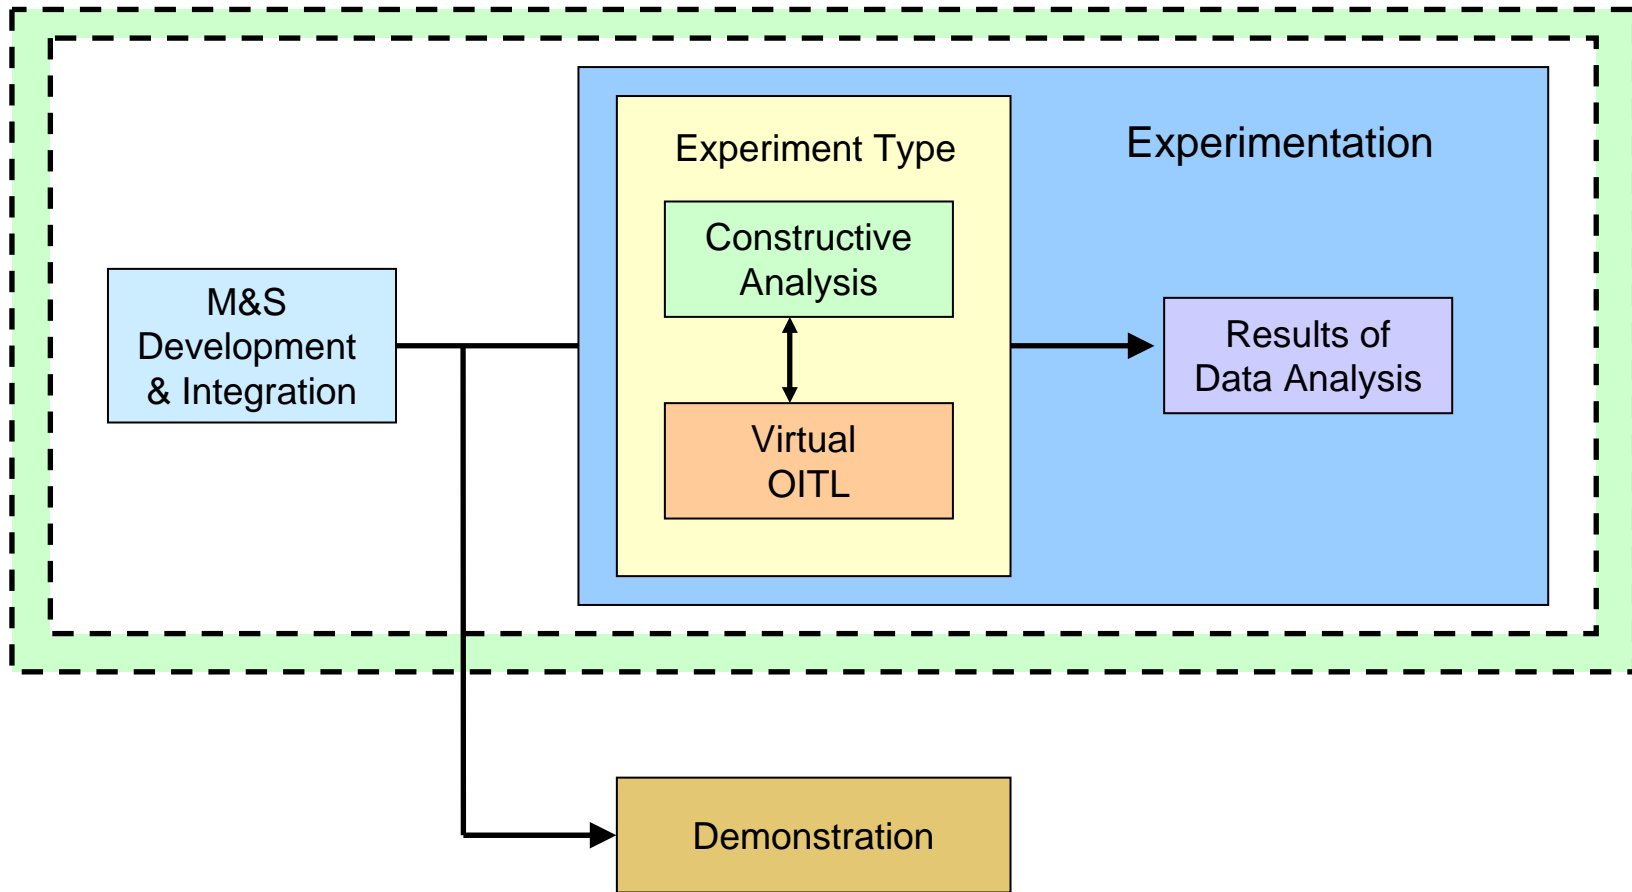 Experimentation
Experiment Type
Constructive
Analysis
M&S
Development
& Integration
Results of
Data Analysis
Virtual
OITL
Demonstration